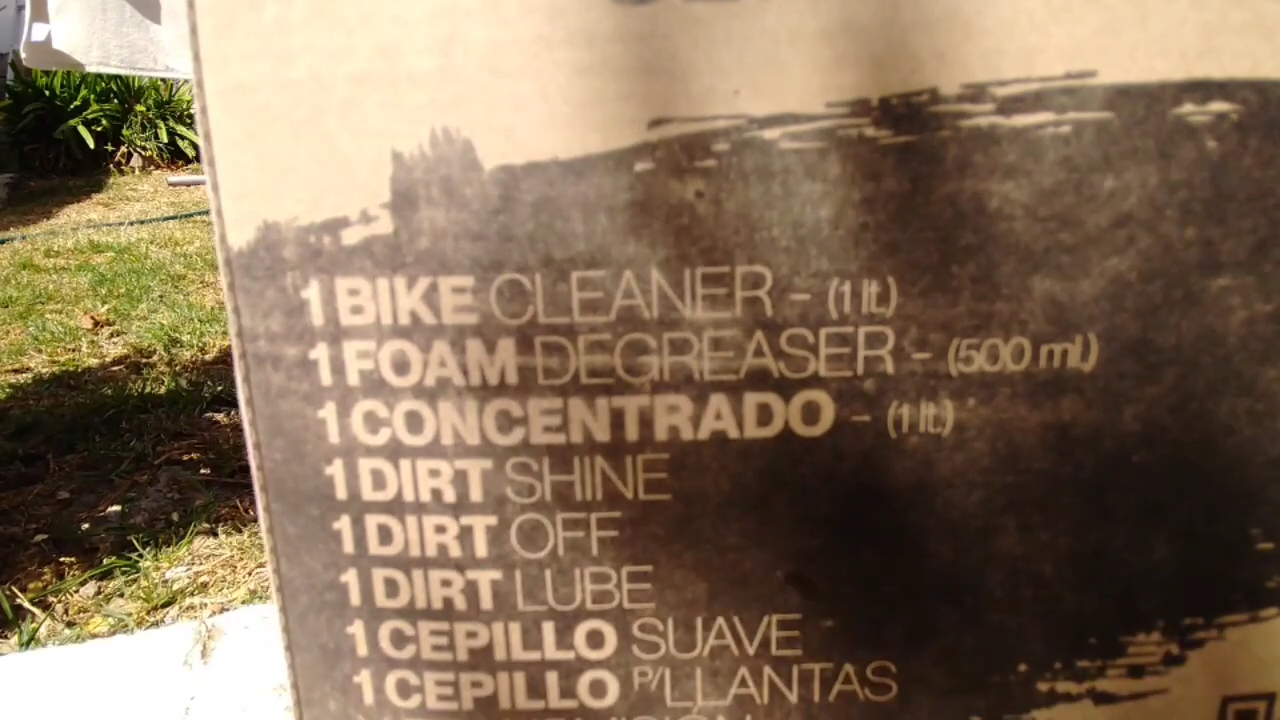 1 BIKE CLEANER - (1 lt.)
1 FOAM DEGREASER - (500 ml.)
1 CONCENTRADO - (1 lt.)
1 DIRT SHINE
1 DIRT OFF
1 DIRT LUBE
1 CEPILLO SUAVE
1 CEPILLO P/LLANTAS